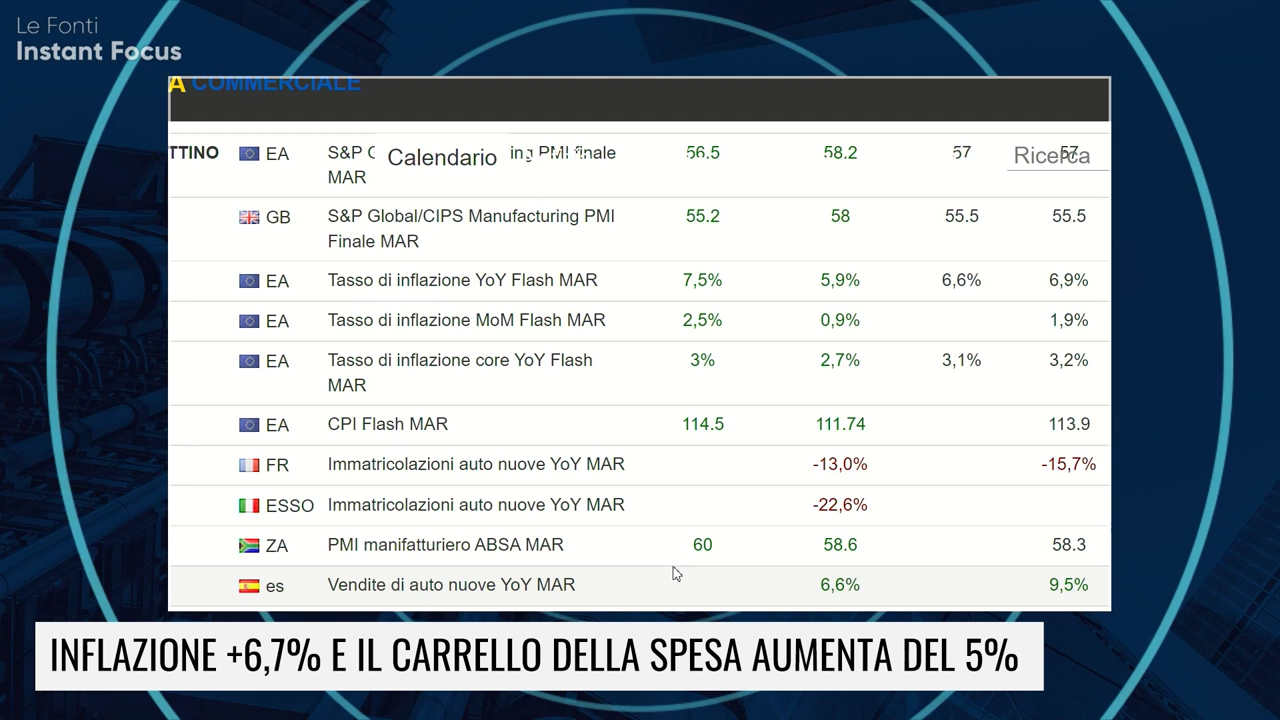 Le Fonti
Instant Focus
A COMMERCIALE
TTINO EA S&P G ing PMI finale 56.5 58.2 57 57
MAR
Calendario Ricerca
GB S&P Global/CIPS Manufacturing PMI 55.2 58 55.5 55.5
Finale MAR
EA Tasso di inflazione YoY Flash MAR 7,5% 5,9% 6,6% 6,9%
EA Tasso di inflazione MoM Flash MAR 2,5% 0,9% 1,9%
EA Tasso di inflazione core YoY Flash 3% 2,7% 3,1% 3,2%
MAR
EA CPI Flash MAR 114.5 111.74 113.9
FR Immatricolazioni auto nuove YoY MAR -13,0% -15,7%
ESSO Immatricolazioni auto nuove YoY MAR -22,6%
ZA PMI manifatturiero ABSA MAR 60 58.6 58.3
es Vendite di auto nuove YoY MAR 6,6% 9,5%
INFLAZIONE +6,7% E IL CARRELLO DELLA SPESA AUMENTA DEL 5%